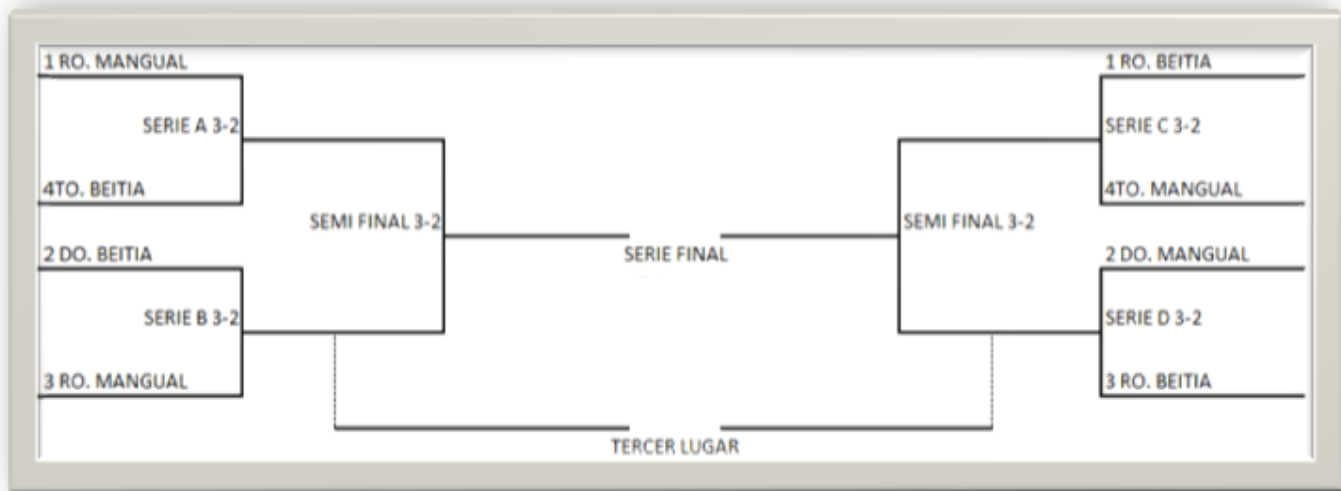 1 RO. MANGUAL
SERIE A 3-2
4TO. BEITIA
2 DO. BEITIA
SERIE B 3-2
3 RO. MANGUAL
SEMI FINAL 3-2
SERIE FINAL
TERCER LUGAR
SEMI FINAL 3-2
1 RO. BEITIA
SERIE C 3-2
4TO. MANGUAL
2 DO. MANGUAL
SERIE D 3-2
3 RO. BEITIA